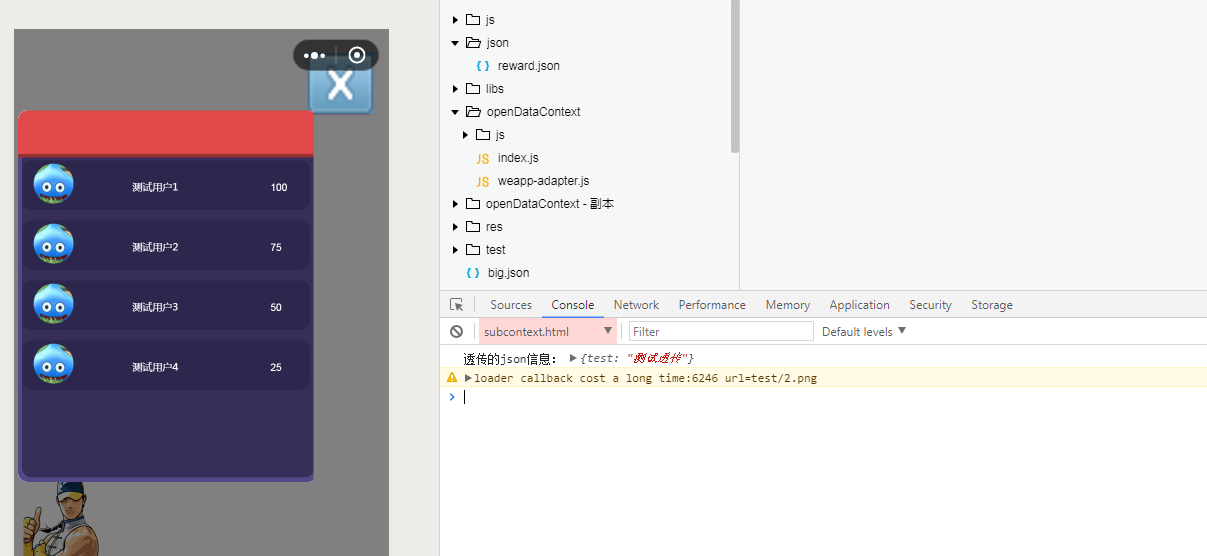 X
测试用户1 100
测试用户2 75
测试用户3 50
测试用户4 25
js
json
{ } reward.json
libs
openDataContext
js
JS index.js
JS weapp-adapter.js
openDataContext - 副本
res
test
{ } big.json
Sources Console Network Performance Memory Application Security Storage
subcontext.html Filter Default levels
透传的json信息: {test: "测试透传"}
loader callback cost a long time:6246 url=test/2.png